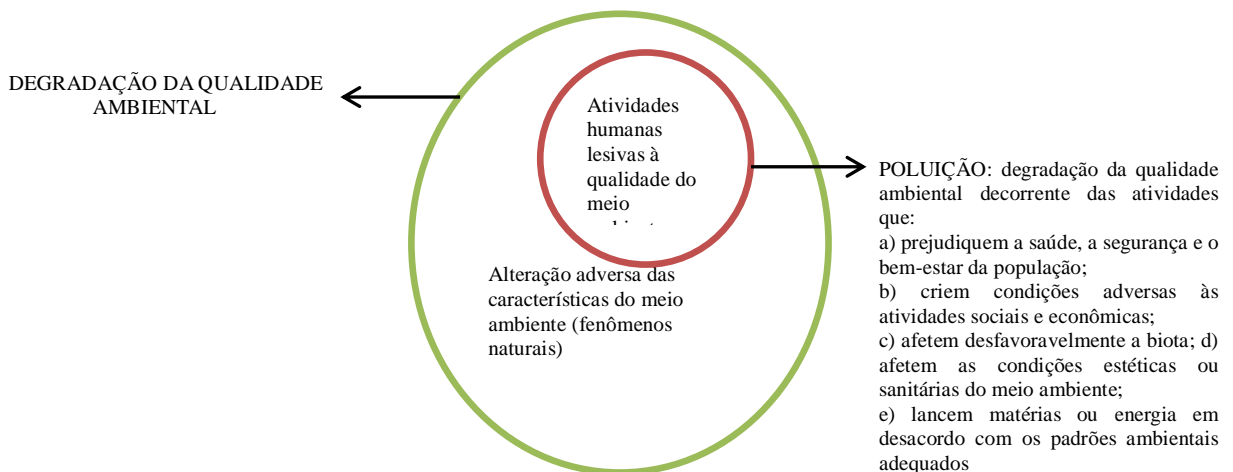 DEGRADAÇÃO DA QUALIDADE
AMBIENTAL
Atividades
humanas
lesivas à
qualidade do
meio
Alteração adversa das
características do meio
ambiente (fenômenos
naturais)
POLUIÇÃO: degradação da qualidade
ambiental decorrente das atividades
que:
a) prejudiquem a saúde, a segurança e o
bem-estar da população;
b) criem condições adversas às
atividades sociais e econômicas;
c) afetem desfavoravelmente a biota; d)
afetem as condições estéticas ou
sanitárias do meio ambiente;
e) lancem matérias ou energia em
desacordo com os padrões ambientais
adequados